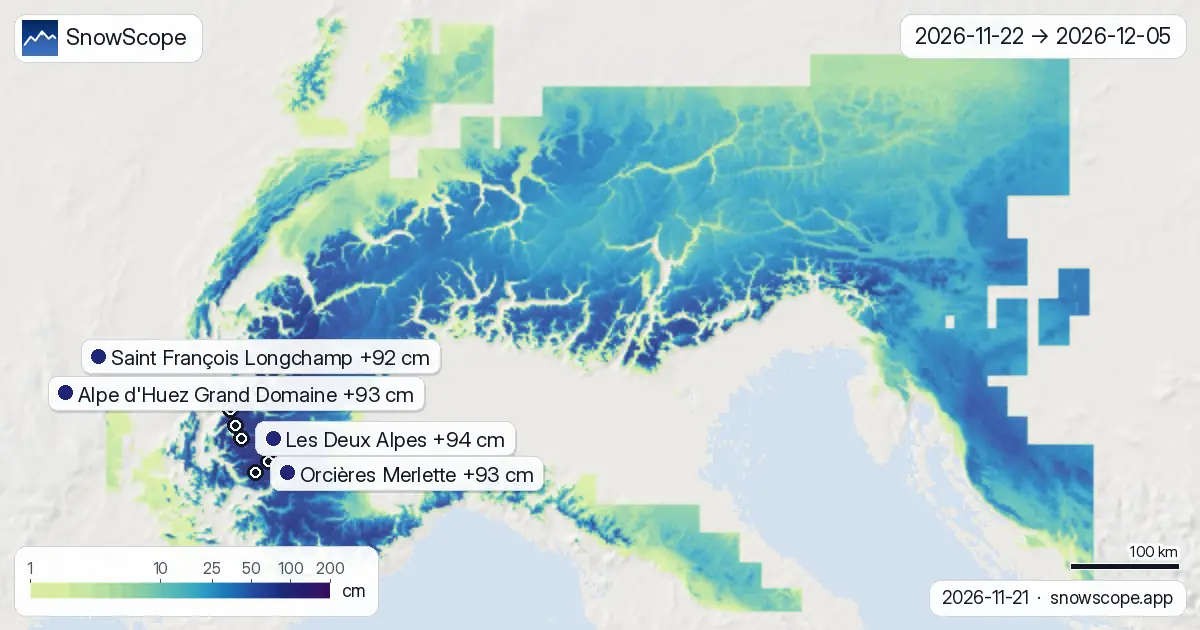 SnowScope
2026-11-22 → 2026-12-05
Saint François Longchamp +92 cm
Alpe d'Huez Grand Domaine +93 cm
Les Deux Alpes +94 cm
Orcières Merlette +93 cm
1 10 25 50 100 200
cm
100 km
2026-11-21 · snowscope.app